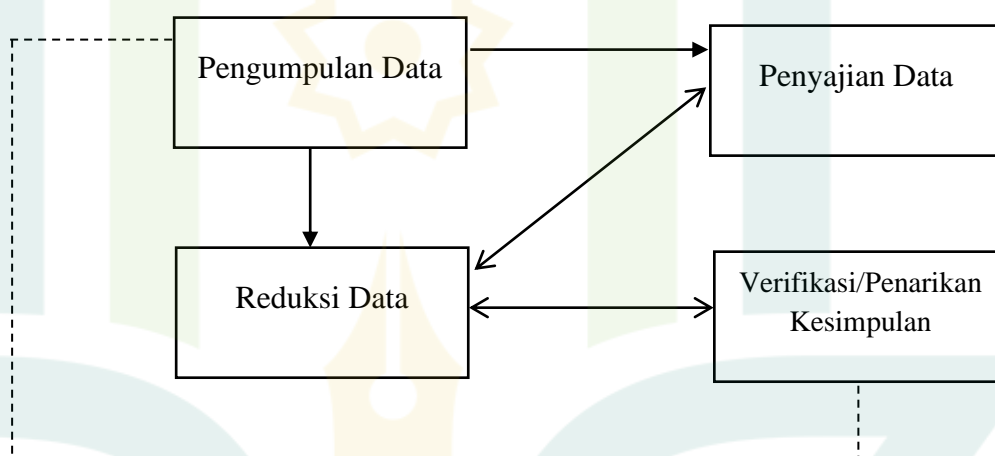 Pengumpulan Data
Penyajian Data
Reduksi Data
Verifikasi/Penarikan
Kesimpulan